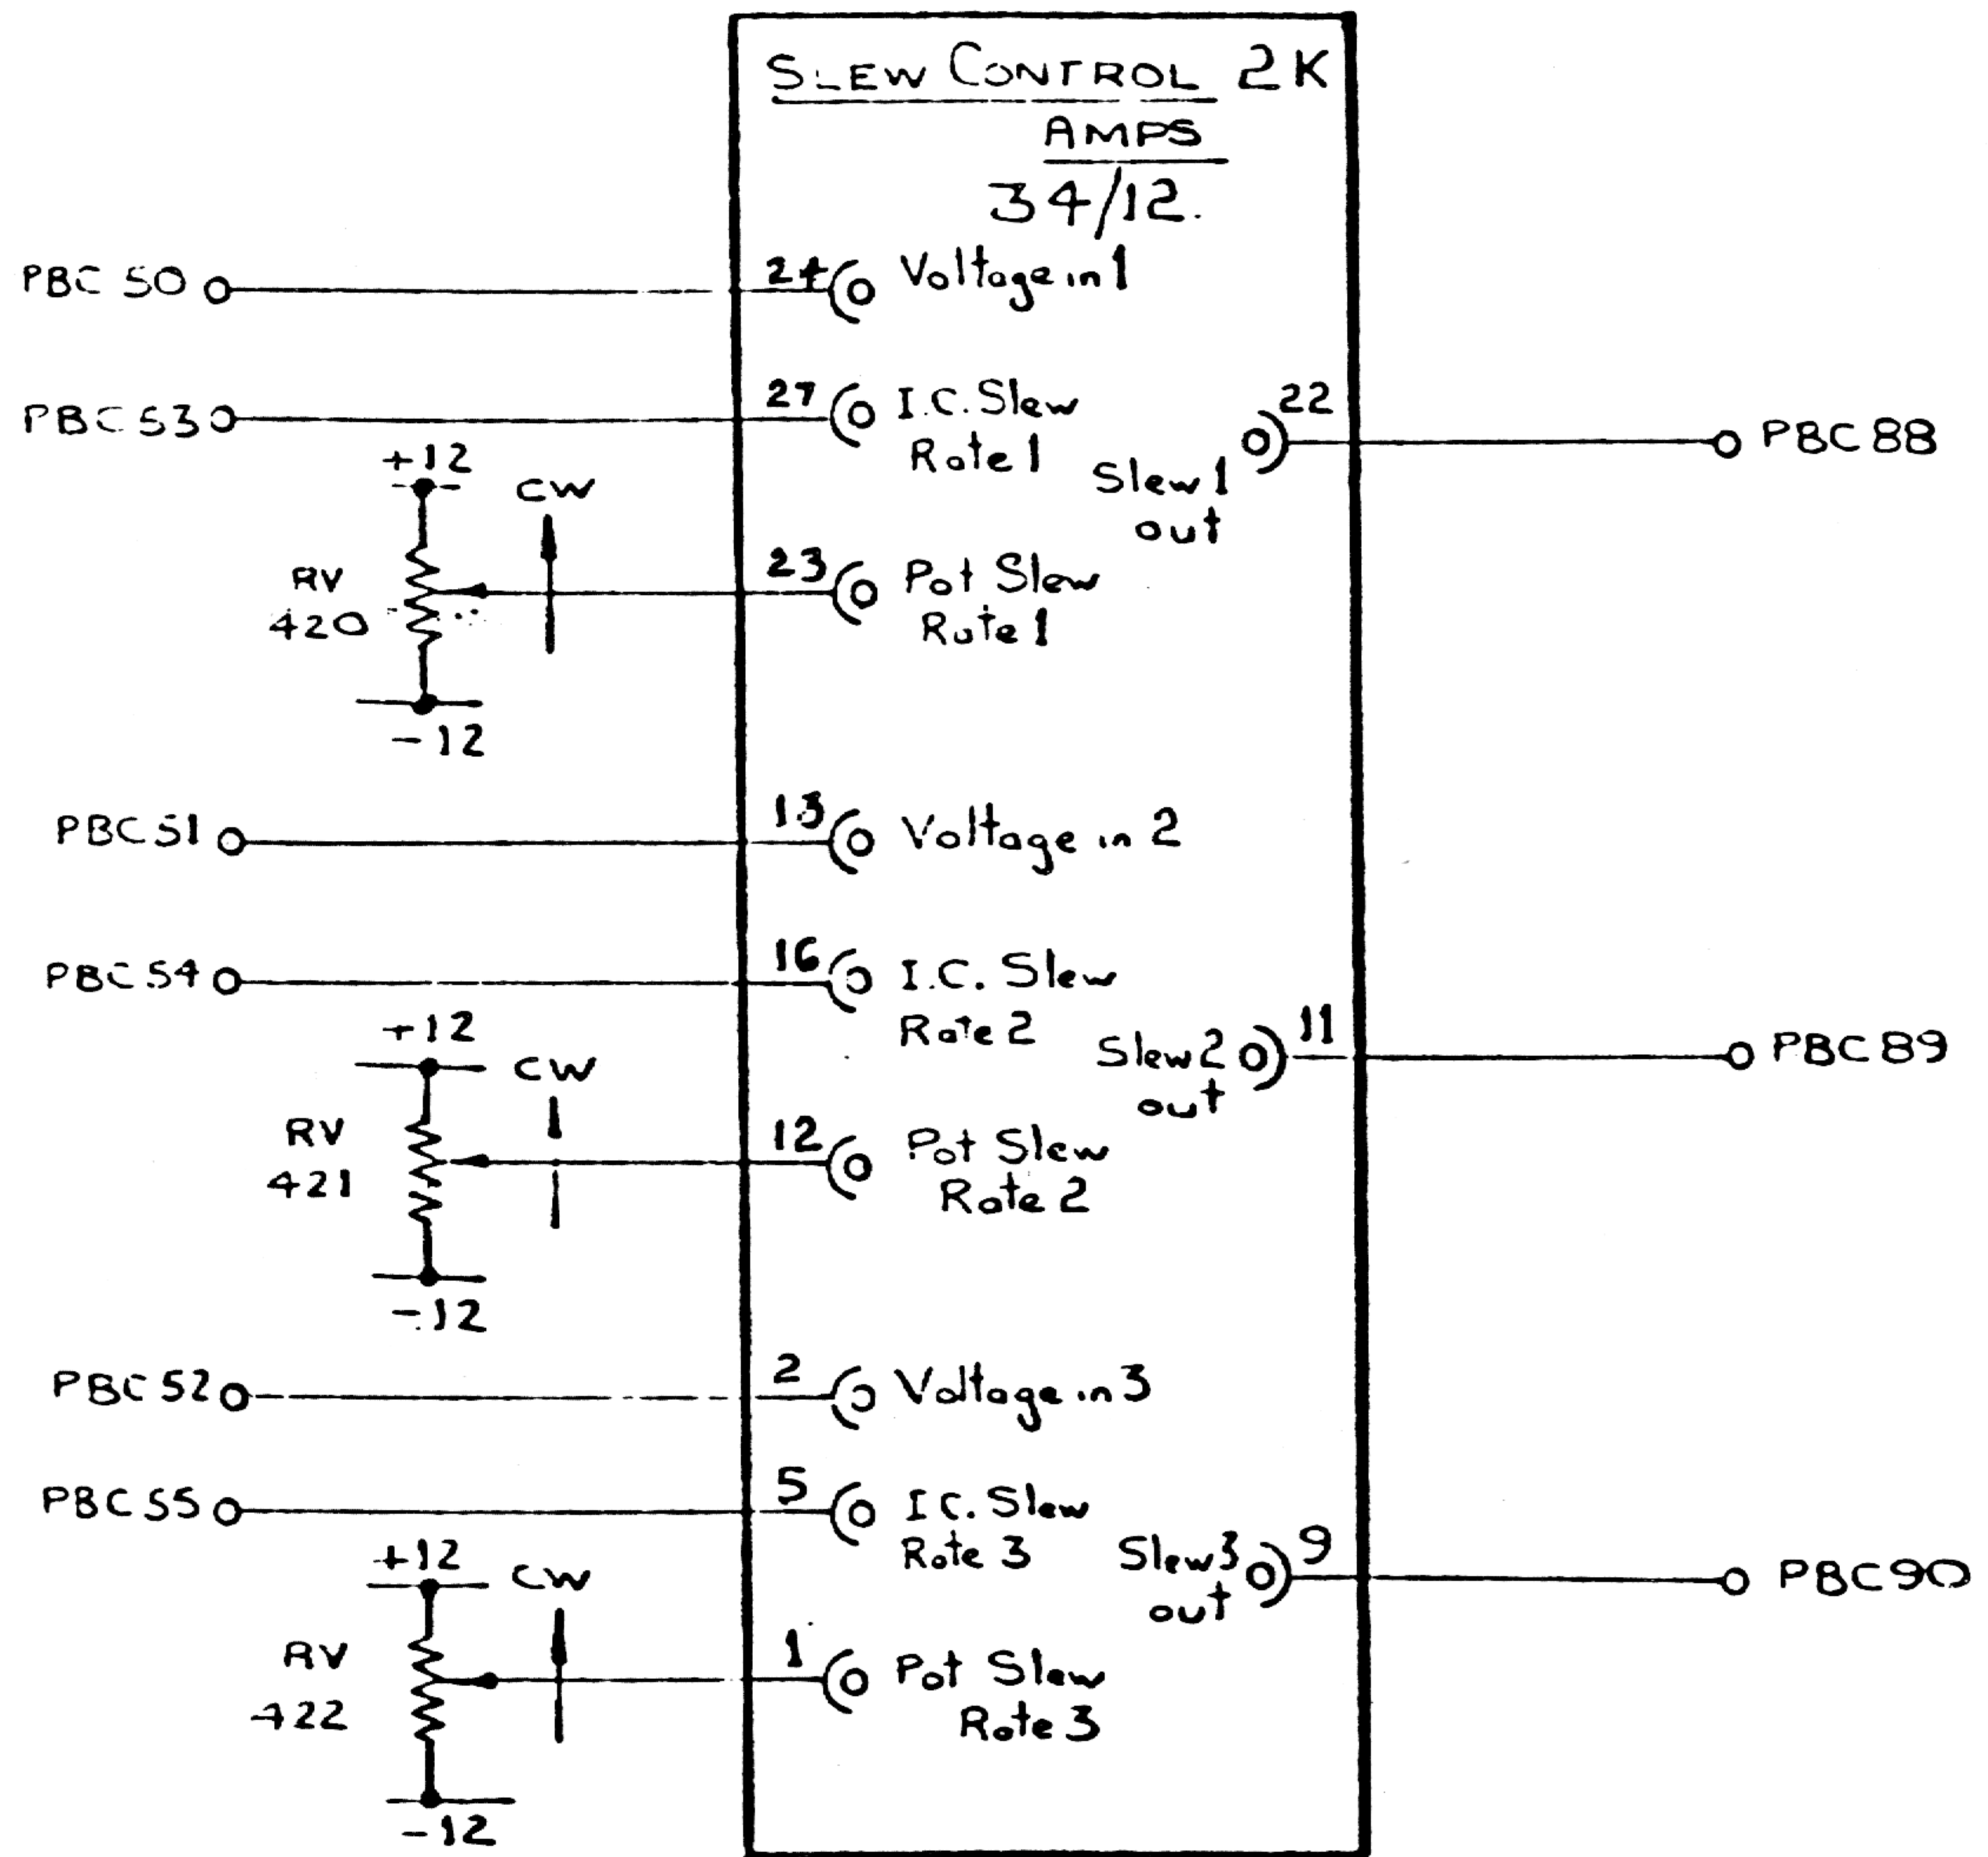 SLEW CONTROL 2K
AMPS
34/12.
PBC 50
24
Voltage in 1
PBC 53
27
I.C. Slew
Rate 1
22
Slew 1
out
PBC 88
+12
CW
RV
420
23
Pot Slew
Rate 1
-12
PBC 51
13
Voltage in 2
PBC 54
16
I.C. Slew
Rate 2
Slew 2
out
11
PBC 89
+12
CW
RV
421
12
Pot Slew
Rate 2
-12
PBC 52
2
Voltage in 3
PBC 55
5
I.C. Slew
Rate 3
Slew 3
out
9
PBC 90
+12
CW
RV
422
1
Pot Slew
Rate 3
-12